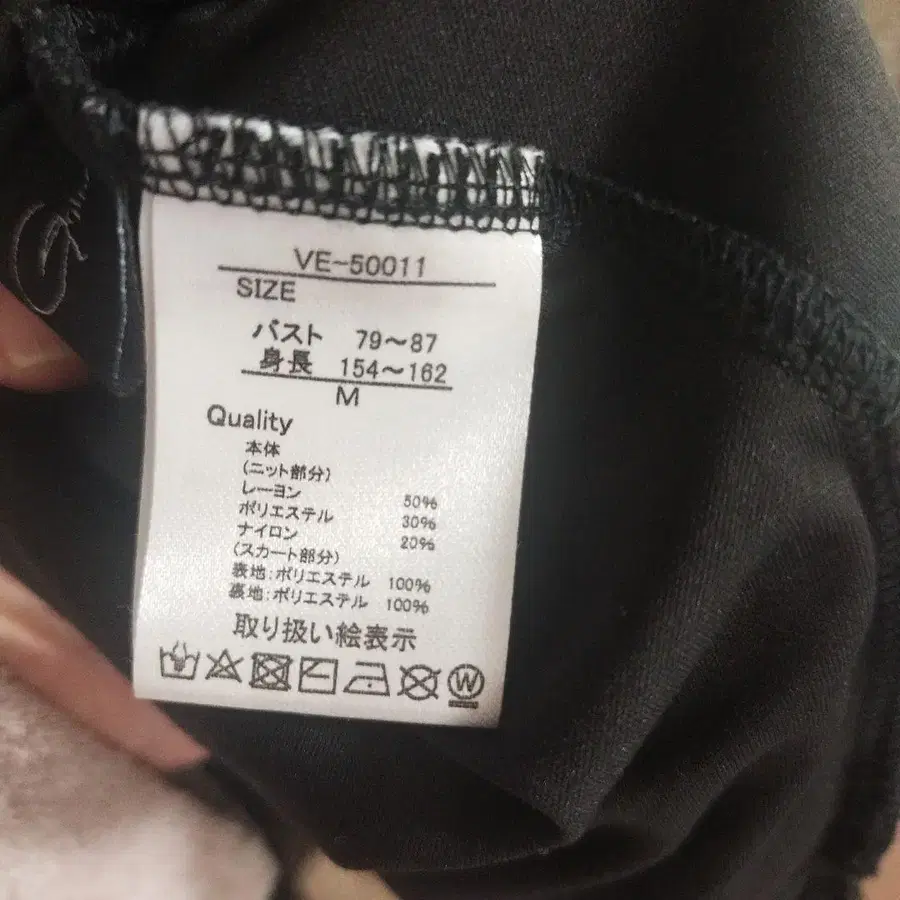 VE-50011
SIZE
バスト 79～87
身長 154～162
M
Quality
本体
(ニット部分)
レーヨン 50%
ポリエステル 30%
ナイロン 20%
(スカート部分)
表地:ポリエステル 100%
裏地:ポリエステル 100%
取り扱い絵表示
W